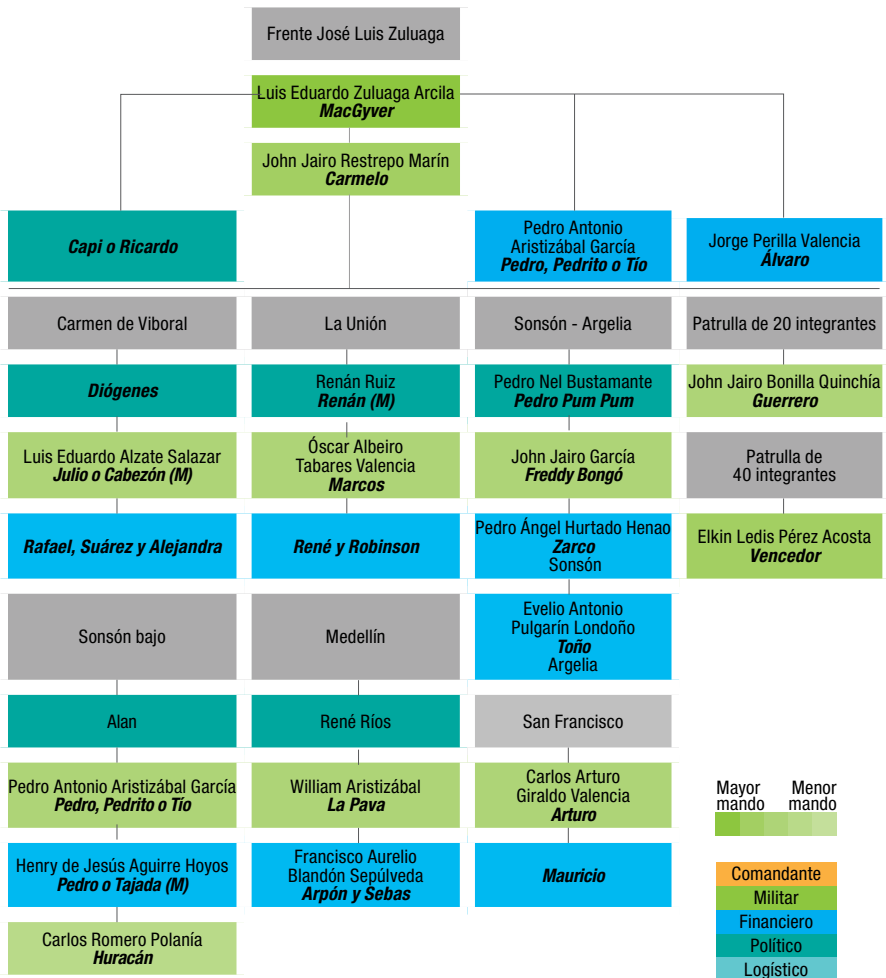 Frente José Luis Zuluaga
Luis Eduardo Zuluaga Arcila
MacGyver
John Jairo Restrepo Marín
Carmelo
Capi o Ricardo
Pedro Antonio
Aristizábal García
Pedro, Pedrito o Tío
Jorge Perilla Valencia
Álvaro
Carmen de Viboral
La Unión
Sonsón - Argelia
Patrulla de 20 integrantes
Diógenes
Renán Ruiz
Renán (M)
Pedro Nel Bustamante
Pedro Pum Pum
John Jairo Bonilla Quinchía
Guerrero
Luis Eduardo Alzate Salazar
Julio o Cabezón (M)
Óscar Albeiro
Tabares Valencia
Marcos
John Jairo García
Freddy Bongó
Patrulla de
40 integrantes
Rafael, Suárez y Alejandra
René y Robinson
Pedro Ángel Hurtado Henao
Zarco
Sonsón
Elkin Ledis Pérez Acosta
Vencedor
Sonsón bajo
Medellín
Evelio Antonio
Pulgarín Londoño
Toño
Argelia
Alan
René Ríos
San Francisco
Pedro Antonio Aristizábal García
Pedro, Pedrito o Tío
William Aristizábal
La Pava
Carlos Arturo
Giraldo Valencia
Arturo
Henry de Jesús Aguirre Hoyos
Pedro o Tajada (M)
Francisco Aurelio
Blandón Sepúlveda
Arpón y Sebas
Mauricio
Carlos Romero Polanía
Huracán
Mayor mando
Menor mando
Comandante
Militar
Financiero
Político
Logístico